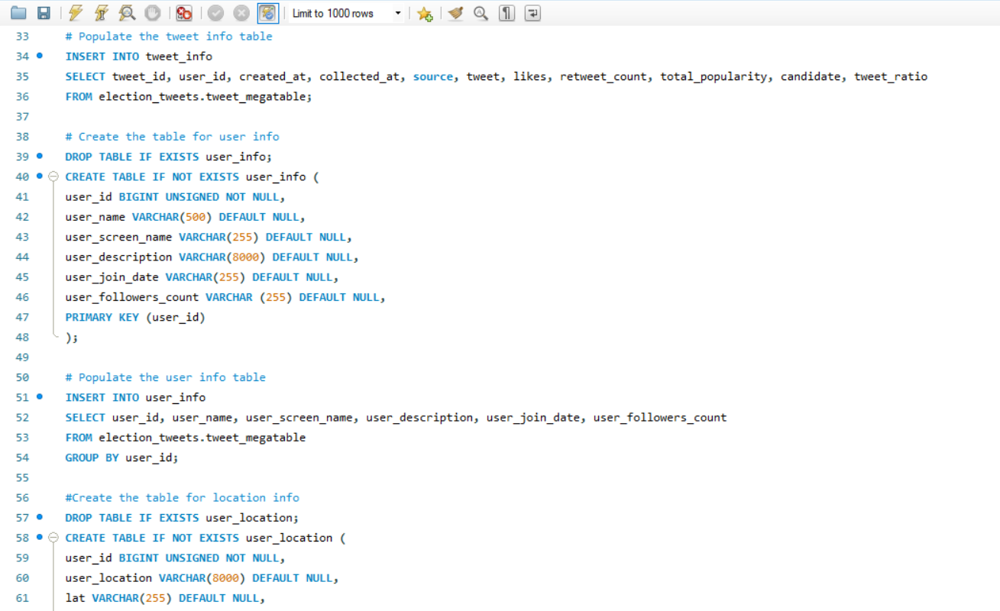 Limit to 1000 rows
33 # Populate the tweet info table
34 INSERT INTO tweet_info
35 SELECT tweet_id, user_id, created_at, collected_at, source, tweet, likes, retweet_count, total_popularity, candidate, tweet_ratio
36 FROM election_tweets.tweet_megatable;
37
38 # Create the table for user info
39 DROP TABLE IF EXISTS user_info;
40 CREATE TABLE IF NOT EXISTS user_info (
41 user_id BIGINT UNSIGNED NOT NULL,
42 user_name VARCHAR(500) DEFAULT NULL,
43 user_screen_name VARCHAR(255) DEFAULT NULL,
44 user_description VARCHAR(8000) DEFAULT NULL,
45 user_join_date VARCHAR(255) DEFAULT NULL,
46 user_followers_count VARCHAR (255) DEFAULT NULL,
47 PRIMARY KEY (user_id)
48 );
49
50 # Populate the user info table
51 INSERT INTO user_info
52 SELECT user_id, user_name, user_screen_name, user_description, user_join_date, user_followers_count
53 FROM election_tweets.tweet_megatable
54 GROUP BY user_id;
55
56 #Create the table for location info
57 DROP TABLE IF EXISTS user_location;
58 CREATE TABLE IF NOT EXISTS user_location (
59 user_id BIGINT UNSIGNED NOT NULL,
60 user_location VARCHAR(8000) DEFAULT NULL,
61 lat VARCHAR(255) DEFAULT NULL,